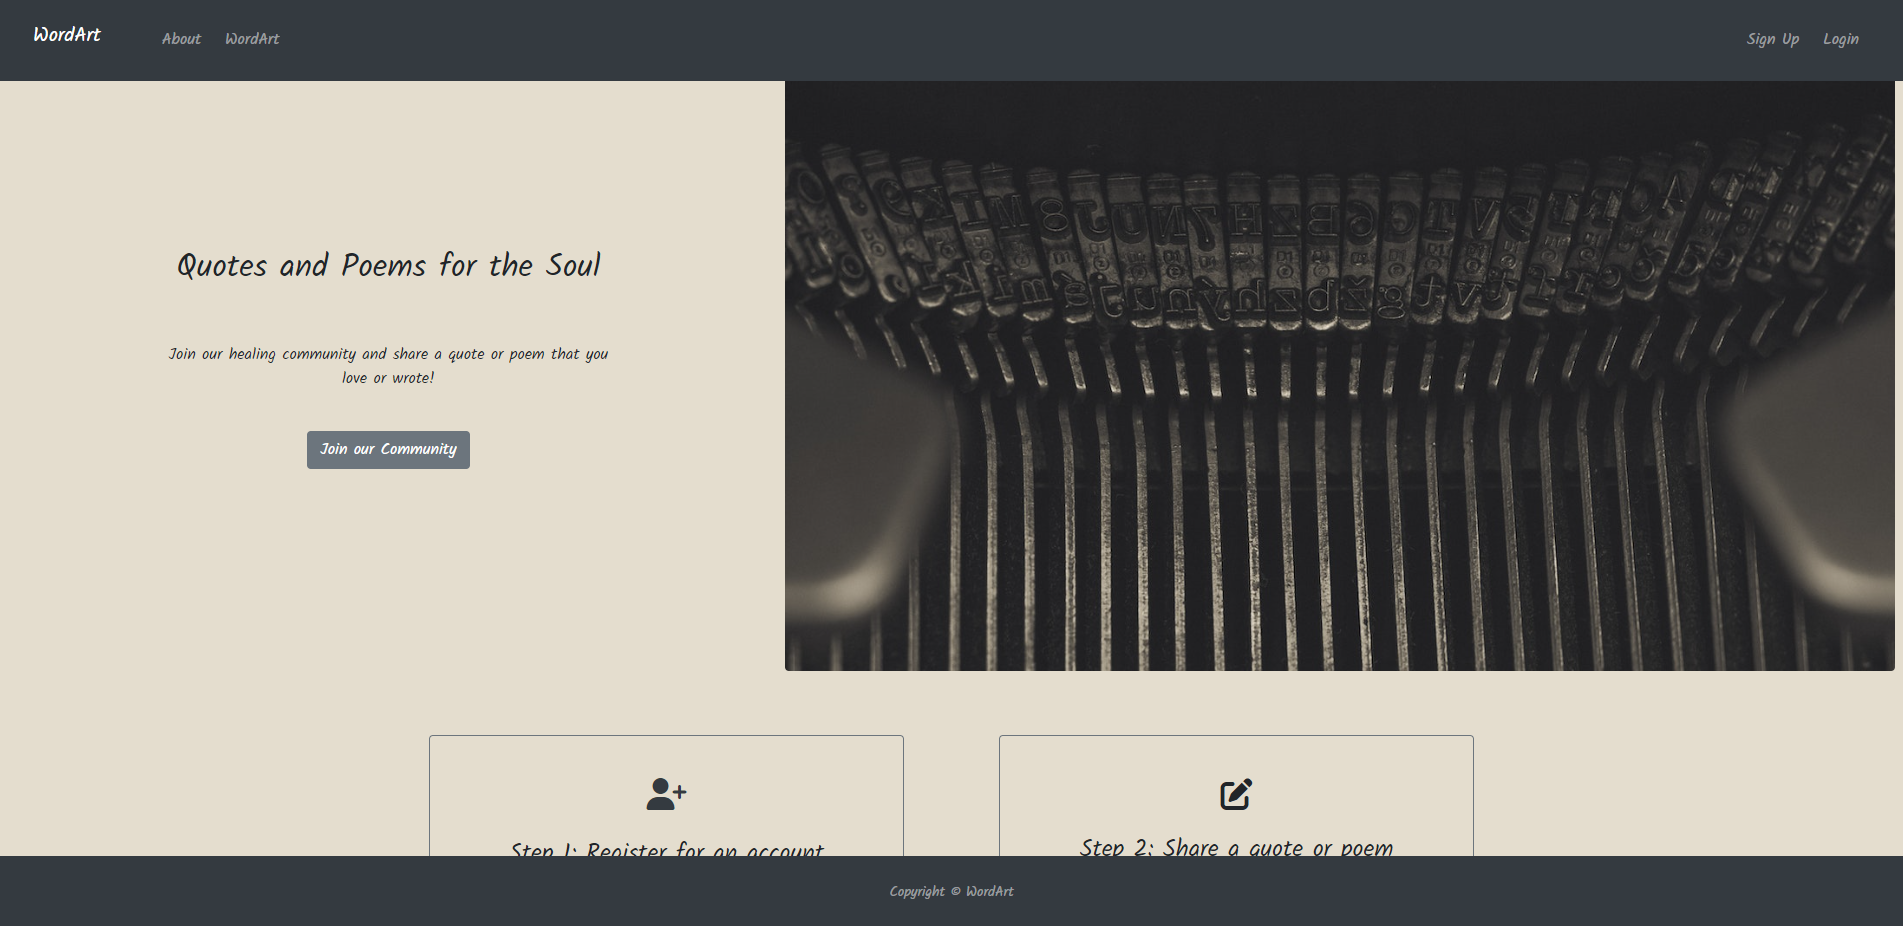 WordArt
About
WordArt
Sign Up
Login
Quotes and Poems for the Soul
Join our healing community and share a quote or poem that you
love or wrote!
Join our Community
Step 1: Register for an account
Step 2: Share a quote or poem
Copyright © WordArt